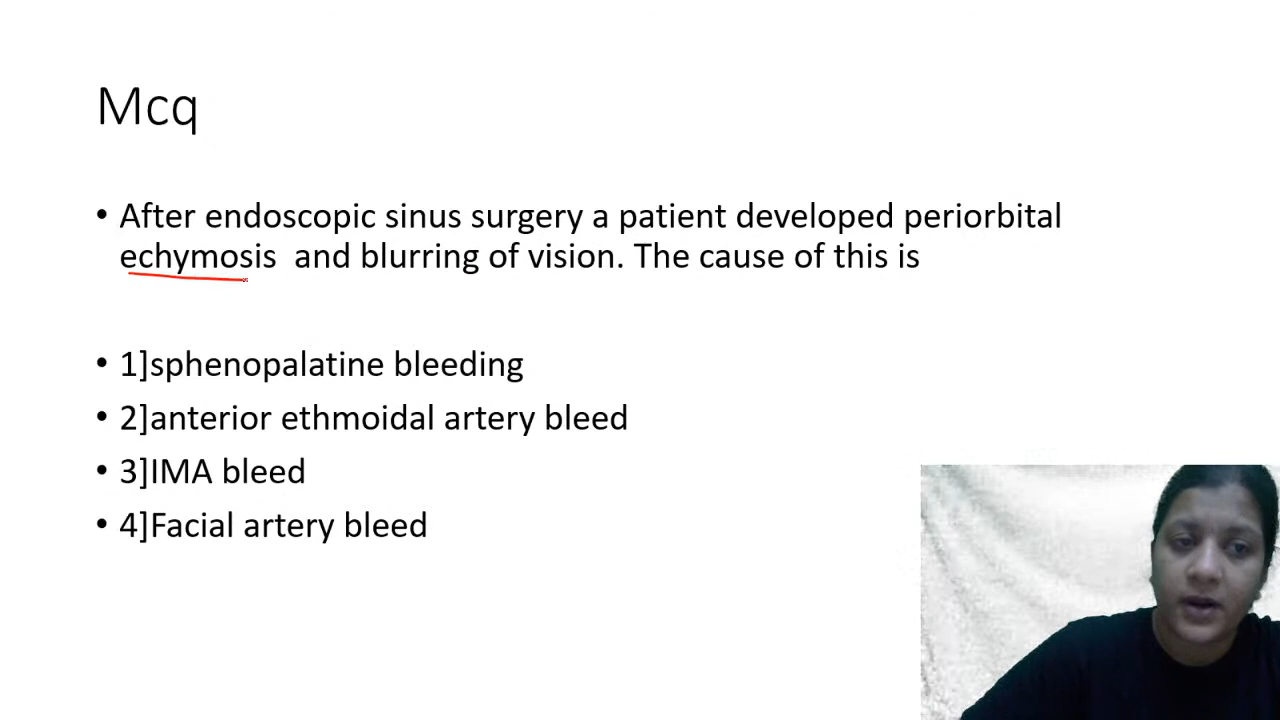 Mcq
• After endoscopic sinus surgery a patient developed periorbital
echymosis  and blurring of vision. The cause of this is
• 1]sphenopalatine bleeding
• 2]anterior ethmoidal artery bleed
• 3]IMA bleed
• 4]Facial artery bleed